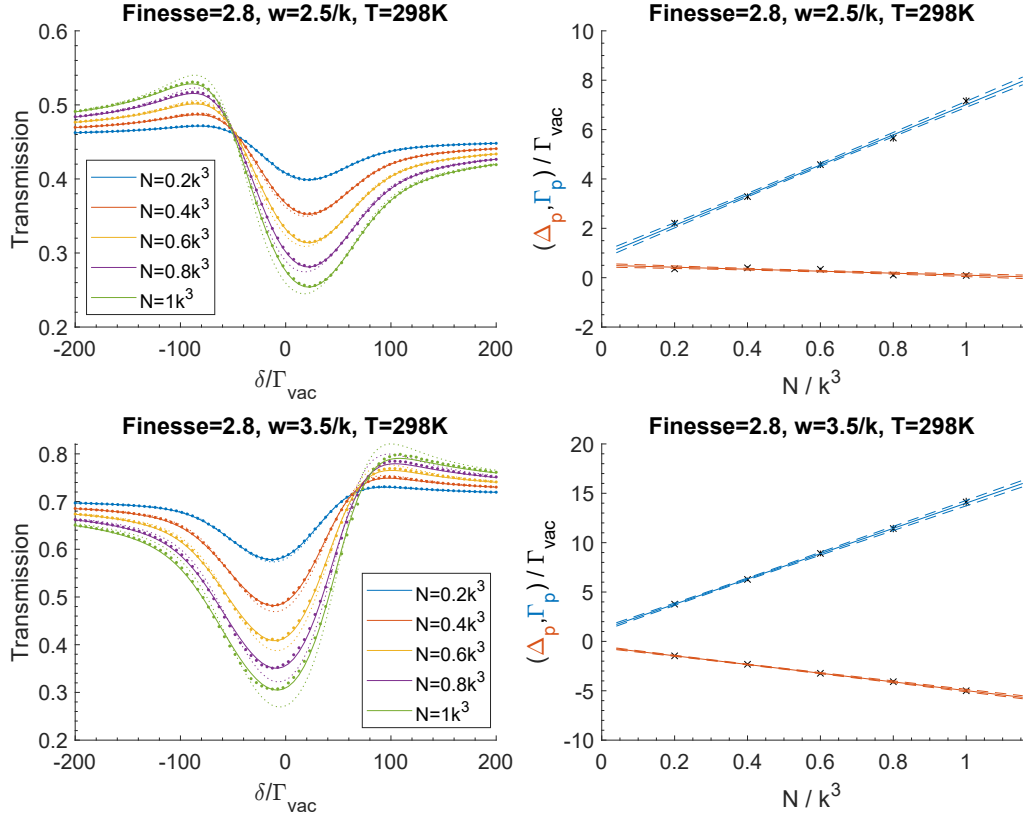 Finesse=2.8, w=2.5/k, T=298K
Transmission
0.6
0.5
0.4
0.3
0.2
N=0.2k³
N=0.4k³
N=0.6k³
N=0.8k³
N=1k³
-200 -100 0 100 200
δ/Γvac
Finesse=2.8, w=2.5/k, T=298K
(Δp,Γp) / Γvac
10
8
6
4
2
0
-2
0 0.2 0.4 0.6 0.8 1
N / k³
Finesse=2.8, w=3.5/k, T=298K
Transmission
0.8
0.7
0.6
0.5
0.4
0.3
0.2
N=0.2k³
N=0.4k³
N=0.6k³
N=0.8k³
N=1k³
-200 -100 0 100 200
δ/Γvac
Finesse=2.8, w=3.5/k, T=298K
(Δp,Γp) / Γvac
20
15
10
5
0
-5
-10
0 0.2 0.4 0.6 0.8 1
N / k³